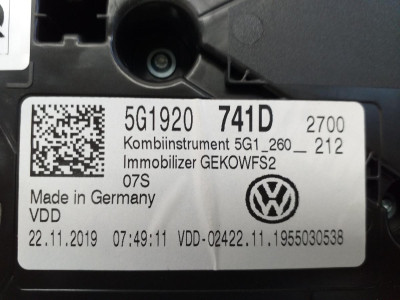 5G1920 741D 2700
Kombiinstrument 5G1_260__ 212
Immobilizer GEKOWFS2
07S
Made in Germany
VDD
22.11.2019 07:49:11 VDD-02422.11.1955030538